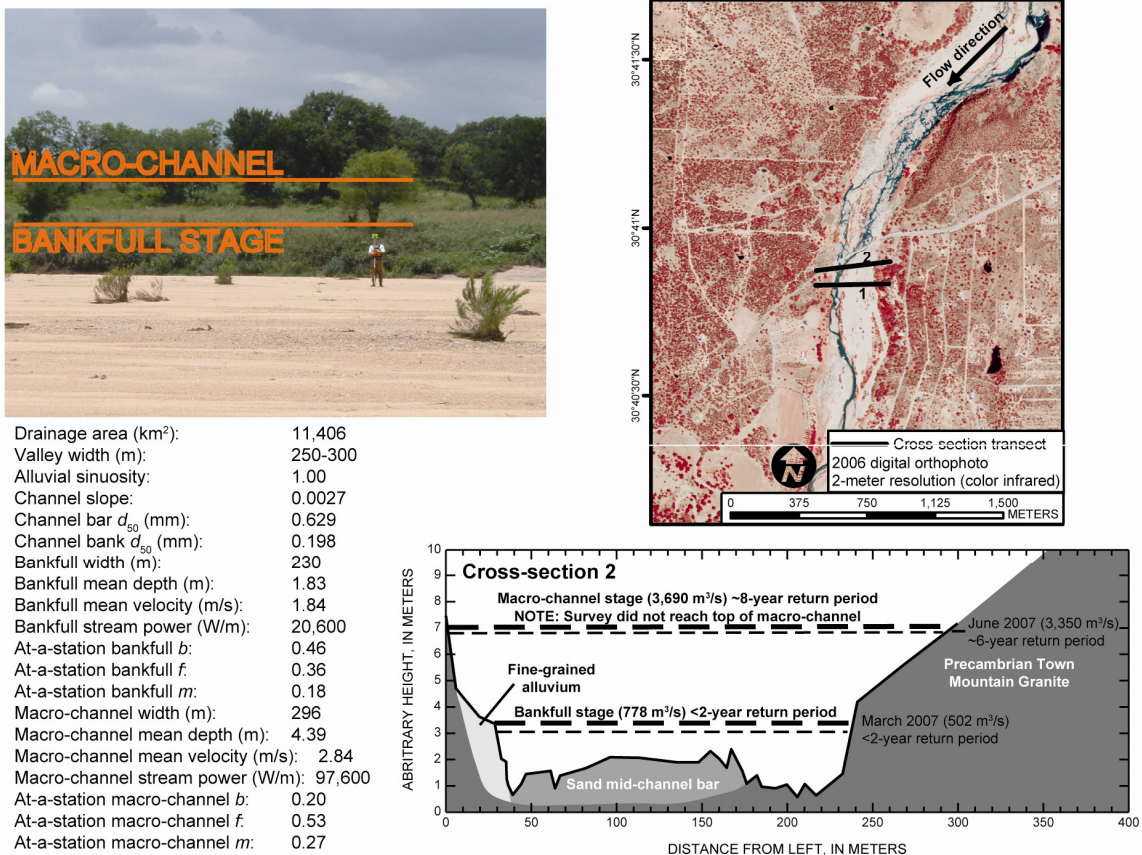 MACRO-CHANNEL
BANKFULL STAGE
Flow direction
30°41'30"N
30°41'N
30°40'30"N
2
1
N
Cross-section transect
2006 digital orthophoto
2-meter resolution (color infrared)
0 375 750 1,125 1,500
METERS
Drainage area (km²): 11,406
Valley width (m): 250-300
Alluvial sinuosity: 1.00
Channel slope: 0.0027
Channel bar d50 (mm): 0.629
Channel bank d50 (mm): 0.198
Bankfull width (m): 230
Bankfull mean depth (m): 1.83
Bankfull mean velocity (m/s): 1.84
Bankfull stream power (W/m): 20,600
At-a-station bankfull b: 0.46
At-a-station bankfull f: 0.36
At-a-station bankfull m: 0.18
Macro-channel width (m): 296
Macro-channel mean depth (m): 4.39
Macro-channel mean velocity (m/s): 2.84
Macro-channel stream power (W/m): 97,600
At-a-station macro-channel b: 0.20
At-a-station macro-channel f: 0.53
At-a-station macro-channel m: 0.27
ABRITRARY HEIGHT, IN METERS
10
9
8
7
6
5
4
3
2
1
0
Cross-section 2
Macro-channel stage (3,690 m³/s) ~8-year return period
NOTE: Survey did not reach top of macro-channel
June 2007 (3,350 m³/s)
~6-year return period
Precambrian Town
Mountain Granite
Fine-grained
alluvium
Bankfull stage (778 m³/s) <2-year return period
March 2007 (502 m³/s)
<2-year return period
Sand mid-channel bar
0 50 100 150 200 250 300 350 400
DISTANCE FROM LEFT, IN METERS